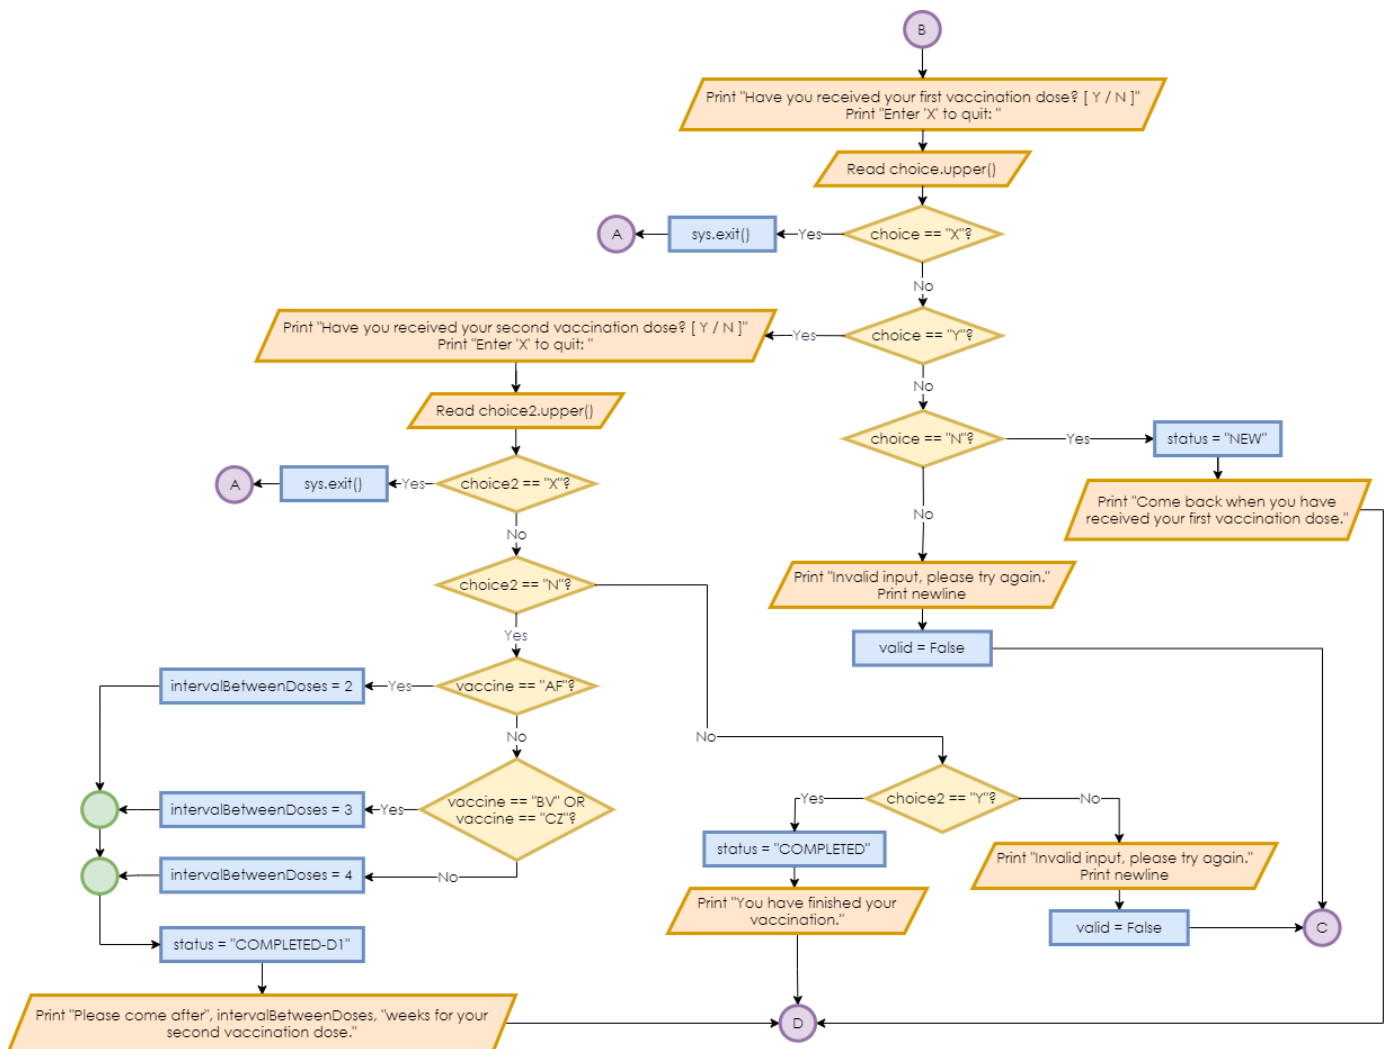 B
Print "Have you received your first vaccination dose? [ Y / N ]"
Print "Enter 'X' to quit: "
Read choice.upper()
A
sys.exit()
Yes
choice == "X"?
No
Print "Have you received your second vaccination dose? [ Y / N ]"
Print "Enter 'X' to quit: "
Yes
choice == "Y"?
No
Read choice2.upper()
choice == "N"?
Yes
status = "NEW"
A
sys.exit()
Yes
choice2 == "X"?
No
Print "Come back when you have
received your first vaccination dose."
No
choice2 == "N"?
Print "Invalid input, please try again."
Print newline
Yes
valid = False
intervalBetweenDoses = 2
Yes
vaccine == "AF"?
No
No
intervalBetweenDoses = 3
Yes
vaccine == "BV" OR
vaccine == "CZ"?
Yes
choice2 == "Y"?
No
status = "COMPLETED"
Print "Invalid input, please try again."
Print newline
intervalBetweenDoses = 4
No
Print "You have finished your
vaccination."
valid = False
C
status = "COMPLETED-D1"
Print "Please come after", intervalBetweenDoses, "weeks for your
second vaccination dose."
D